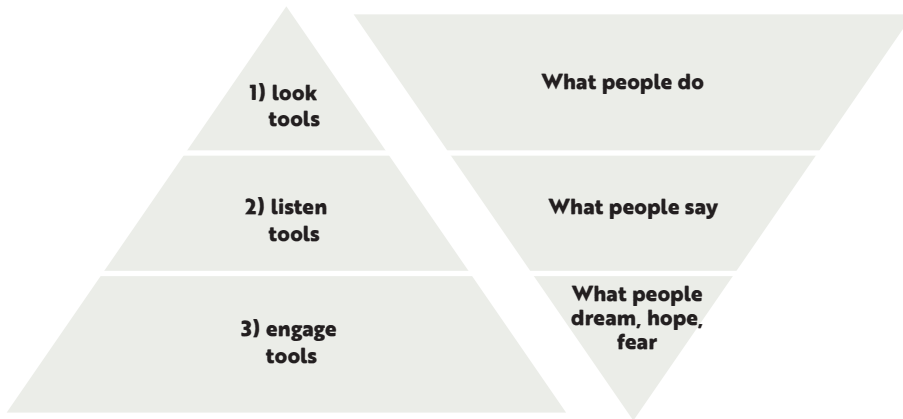 1) look
tools
What people do
2) listen
tools
What people say
What people
dream, hope,
fear
3) engage
tools